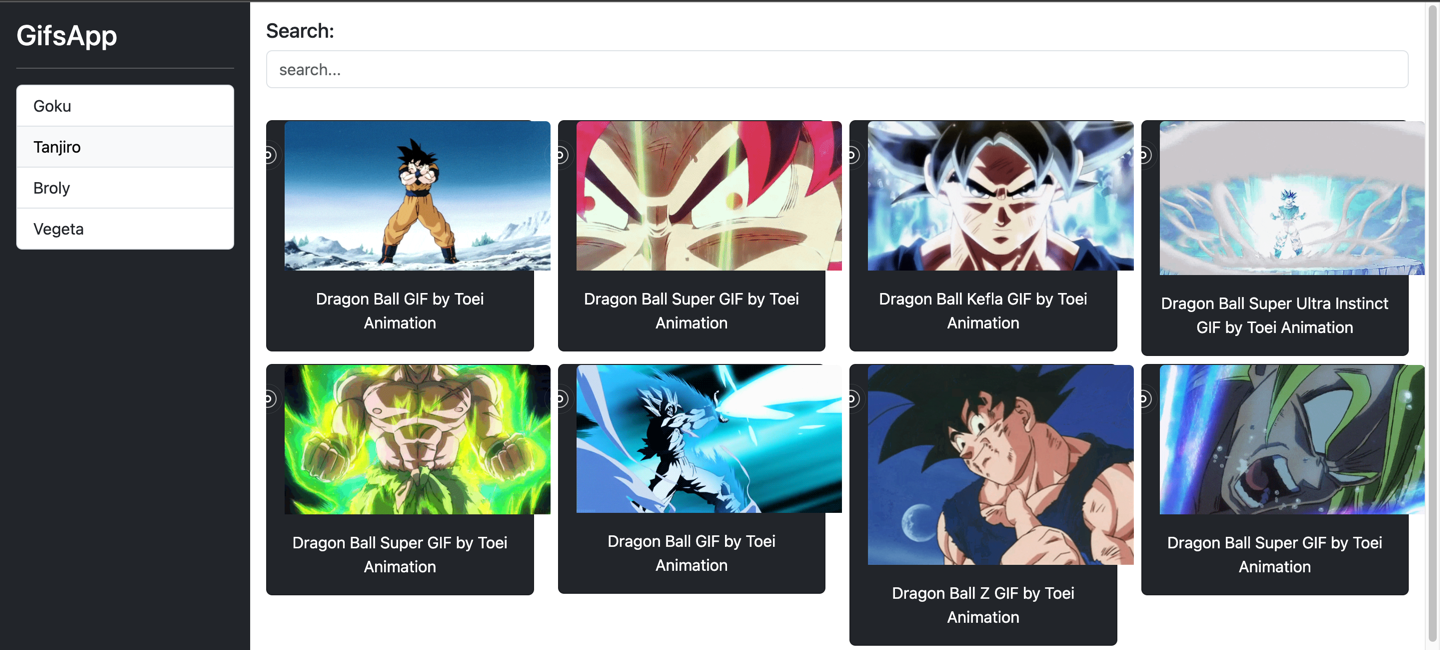 GifsApp
Goku
Tanjiro
Broly
Vegeta
Search:
search...
Dragon Ball GIF by Toei
Animation
Dragon Ball Super GIF by Toei
Animation
Dragon Ball Kefla GIF by Toei
Animation
Dragon Ball Super Ultra Instinct
GIF by Toei Animation
Dragon Ball Super GIF by Toei
Animation
Dragon Ball GIF by Toei
Animation
Dragon Ball Z GIF by Toei
Animation
Dragon Ball Super GIF by Toei
Animation